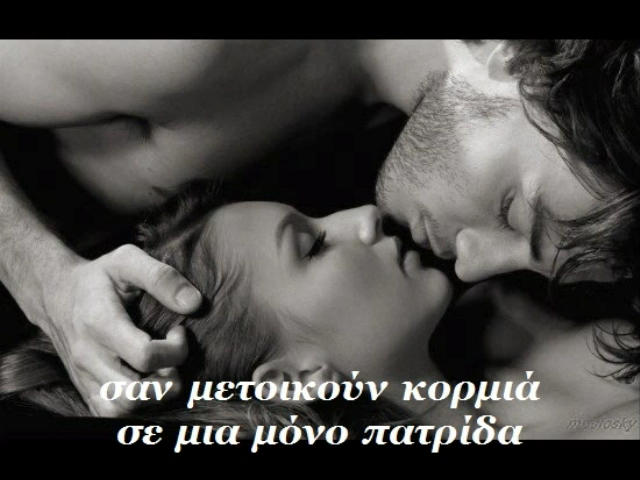 σαν μετοικούν κορμιά
σε μια μόνο πατρίδα